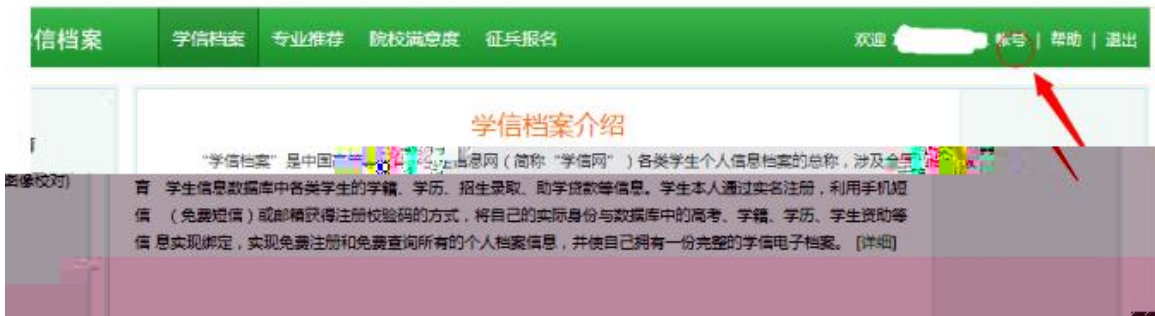 信档案 学信档案 专业推荐 院校满意度 征兵报名 欢迎 帐号 | 帮助 | 退出
学信档案介绍
"学信档案"是中国 信息网（简称"学信网"）各类学生个人信息档案的总称，涉及
图像校对)
育 学生信息数据库中各类学生的学籍、学历、招生录取、助学贷款等信息。学生本人通过实名注册，利用手机短
信 （免费短信）或邮箱获得注册校验码的方式，将自己的实际身份与数据库中的高考、学籍、学历、学生资助等
信 息实现绑定，实现免费注册和免费查询所有的个人档案信息，并使自己拥有一份完整的学信电子档案。 [详细]